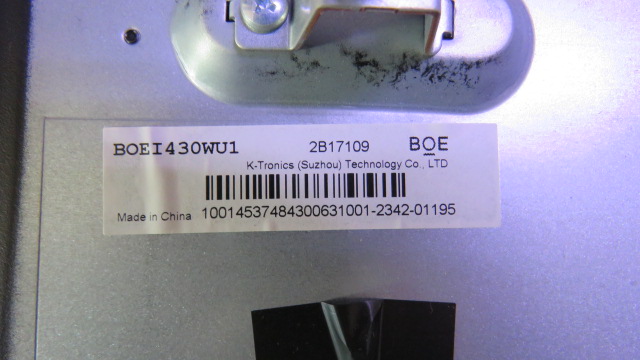 BOEI430WU1 2B17109 BOE
K-Tronics (Suzhou) Technology Co., LTD
Made in China 10014537484300631001-2342-01195